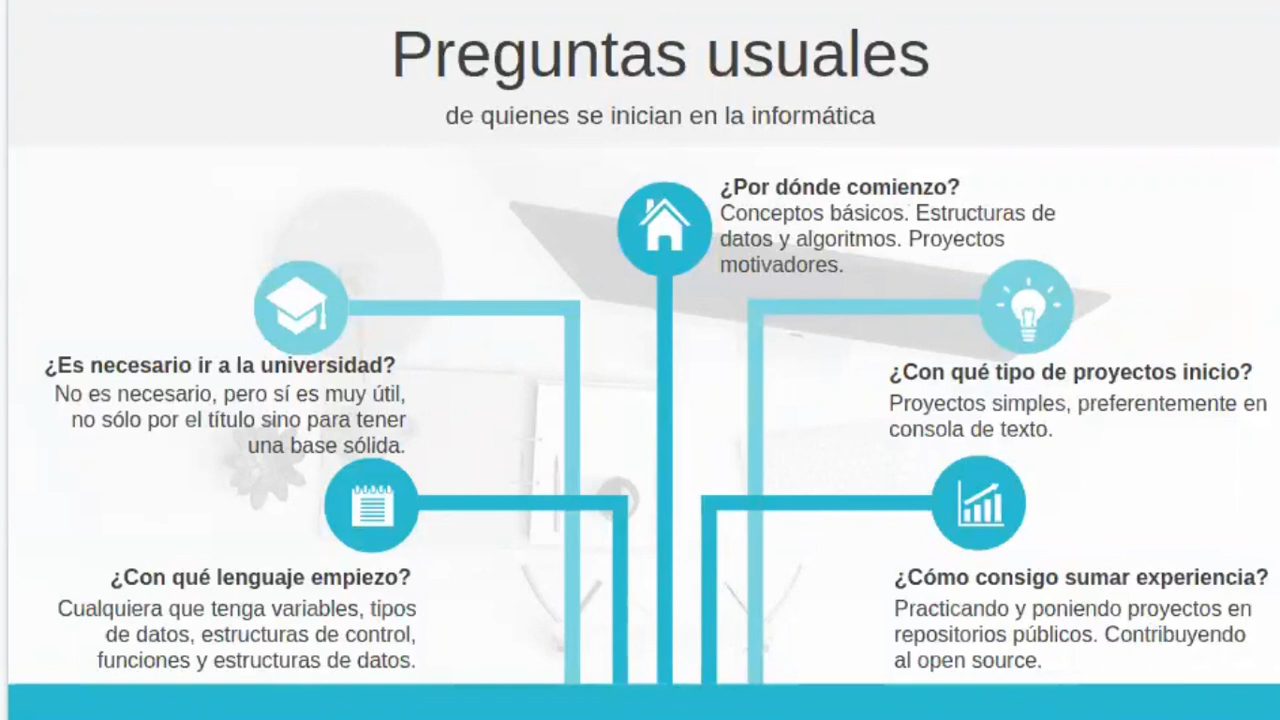 Preguntas usuales
de quienes se inician en la informática
¿Por dónde comienzo?
Conceptos básicos. Estructuras de
datos y algoritmos. Proyectos
motivadores.
¿Es necesario ir a la universidad?
No es necesario, pero sí es muy útil,
no sólo por el título sino para tener
una base sólida.
¿Con qué tipo de proyectos inicio?
Proyectos simples, preferentemente en
consola de texto.
¿Con qué lenguaje empiezo?
Cualquiera que tenga variables, tipos
de datos, estructuras de control,
funciones y estructuras de datos.
¿Cómo consigo sumar experiencia?
Practicando y poniendo proyectos en
repositorios públicos. Contribuyendo
al open source.